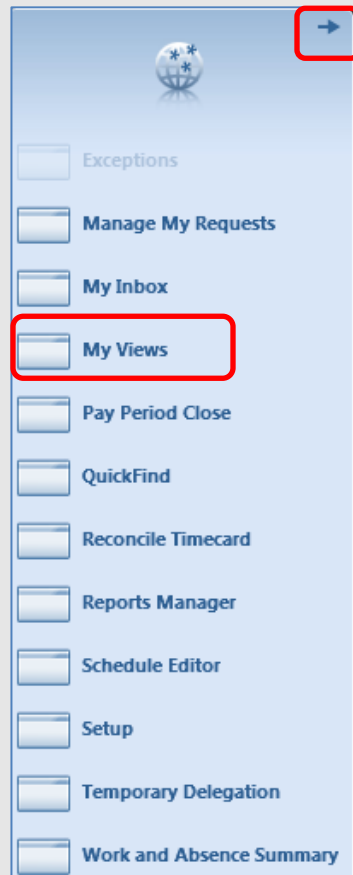 Exceptions
Manage My Requests
My Inbox
My Views
Pay Period Close
QuickFind
Reconcile Timecard
Reports Manager
Schedule Editor
Setup
Temporary Delegation
Work and Absence Summary